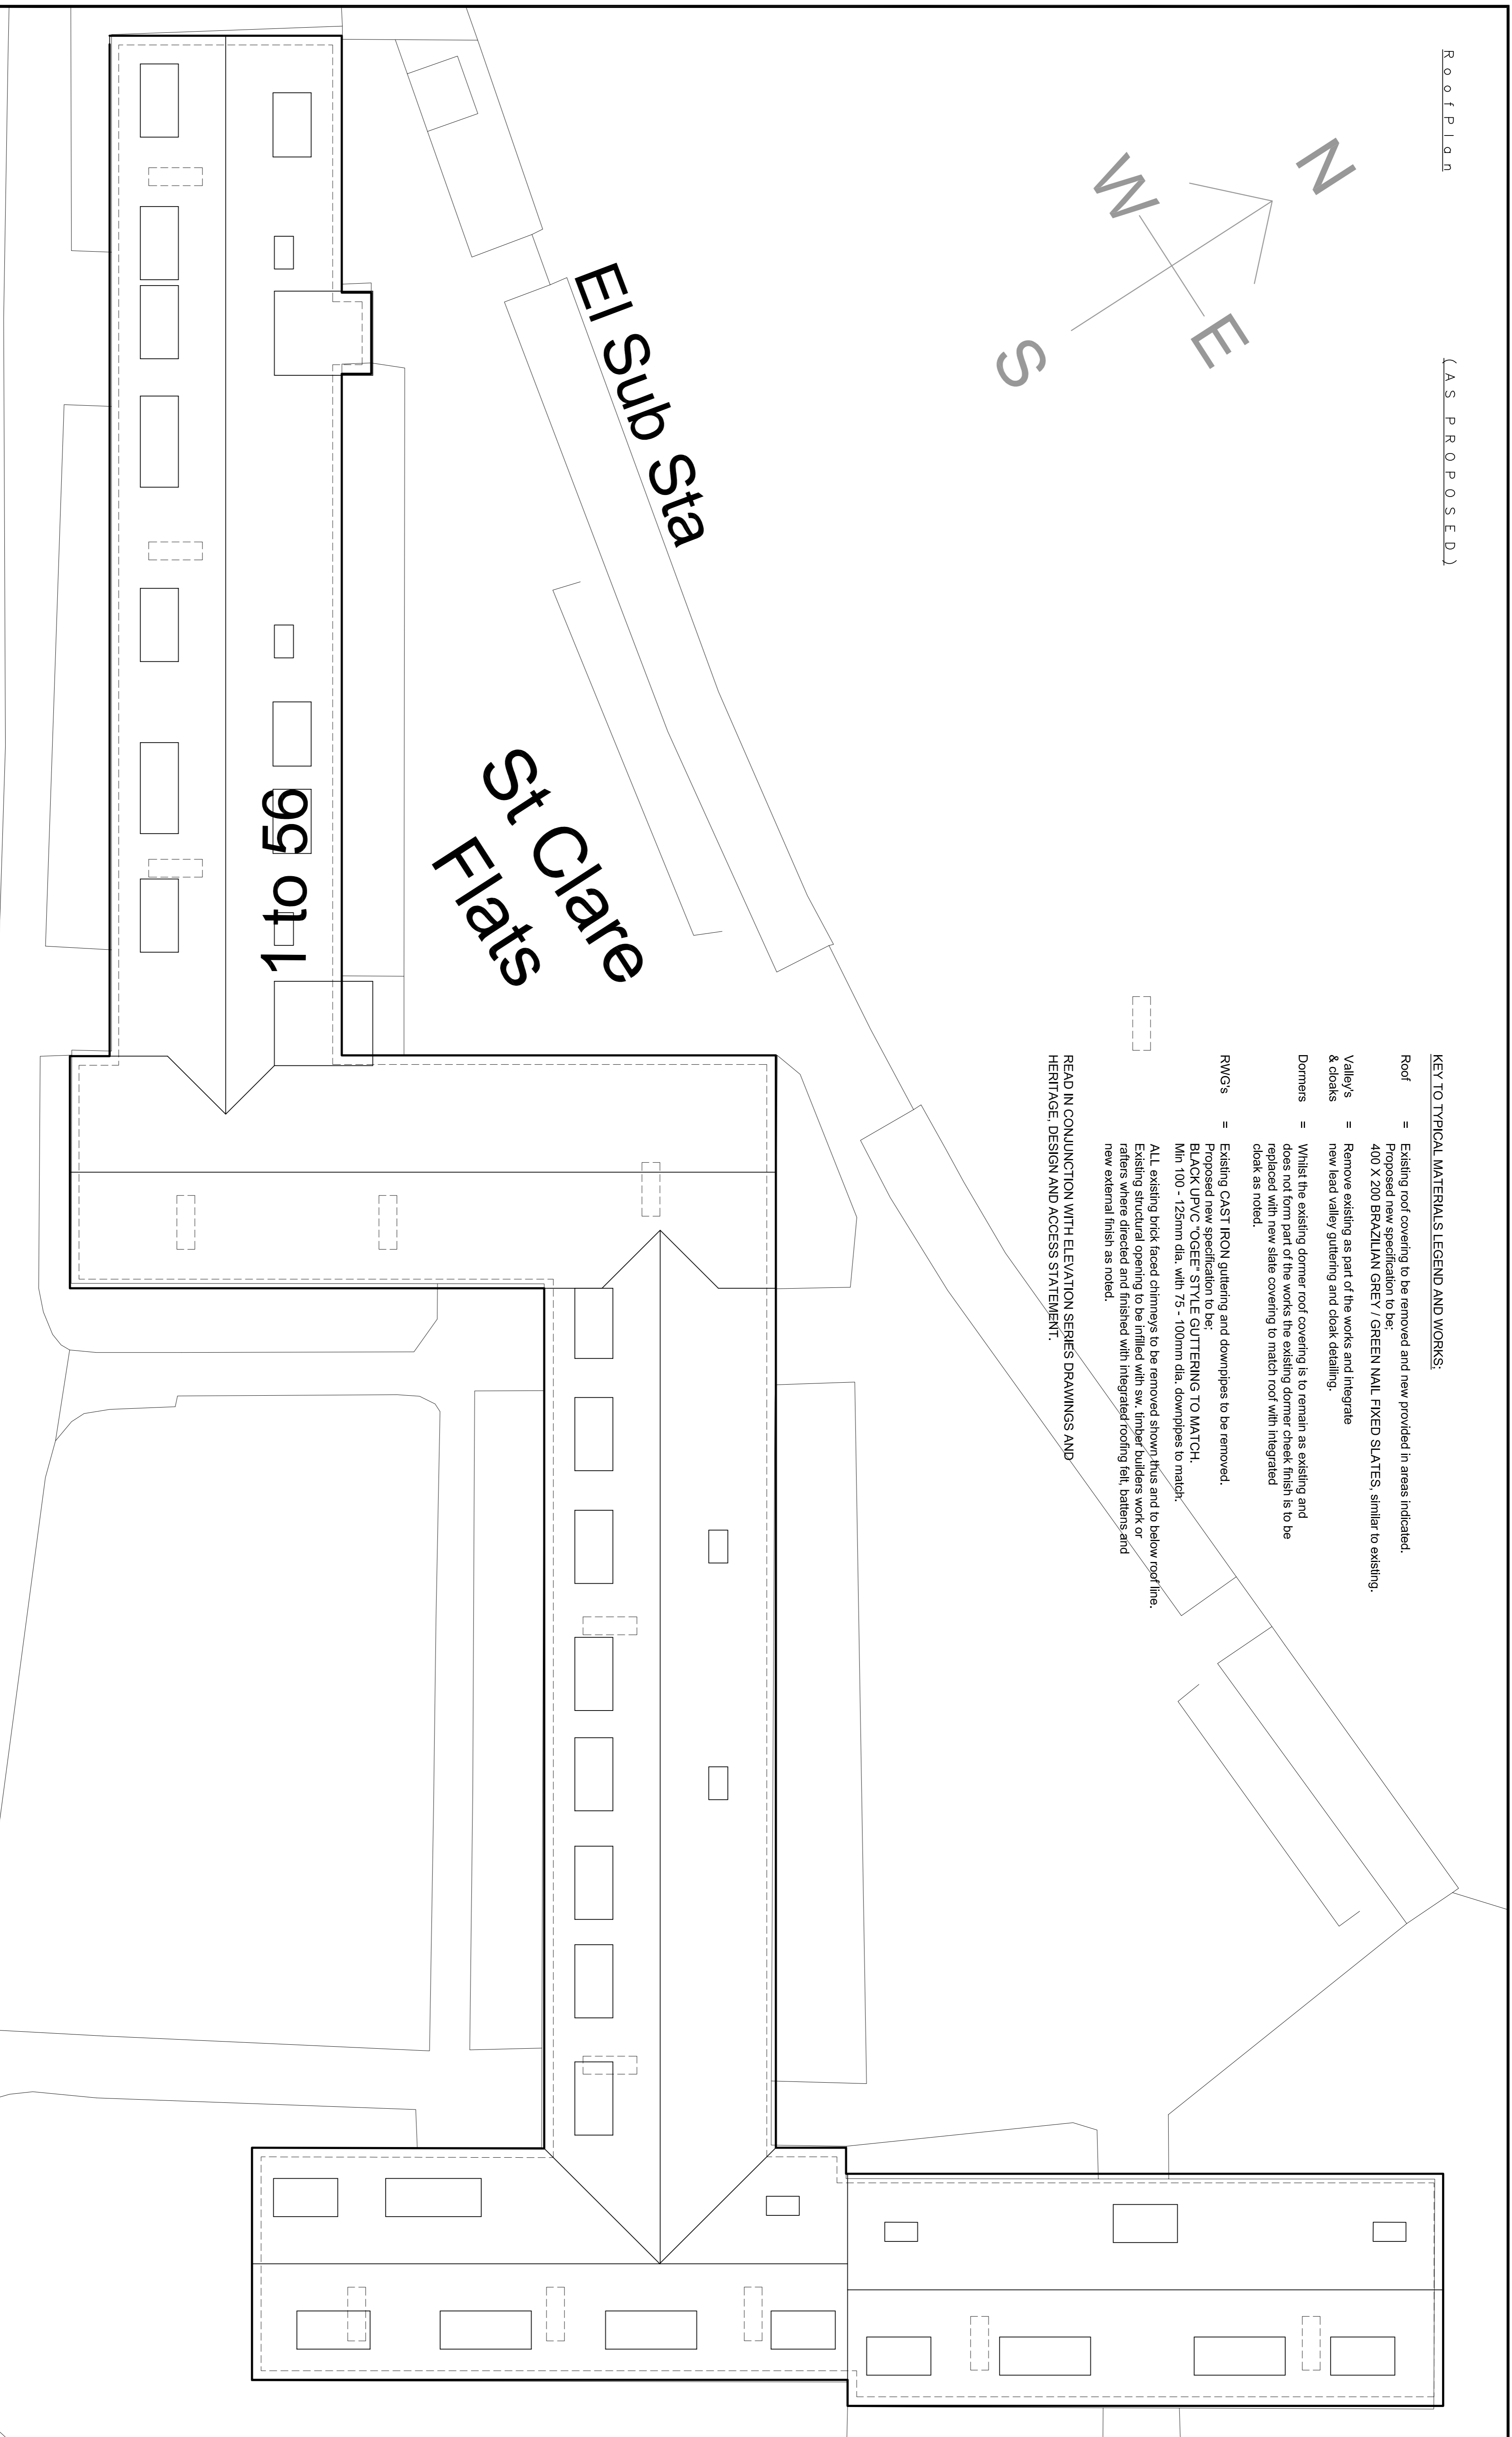 Roof Plan
(AS PROPOSED)
N
W
E
S
El Sub Sta
St Clare
Flats
1 to 56
KEY TO TYPICAL MATERIALS LEGEND AND WORKS:
Roof = Existing roof covering to be removed and new provided in areas indicated.
Proposed new specification to be;
400 X 200 BRAZILIAN GREY / GREEN NAIL FIXED SLATES, similar to existing.
Valley's = Remove existing as part of the works and integrate
& cloaks new lead valley guttering and cloak detailing.
Dormers = Whilst the existing dormer roof covering is to remain as existing and
does not form part of the works the existing dormer cheek finish is to be
replaced with new slate covering to match roof with integrated
cloak as noted.
RWG's = Existing CAST IRON guttering and downpipes to be removed.
Proposed new specification to be;
BLACK UPVC "OGEE" STYLE GUTTERING TO MATCH.
Min 100 - 125mm dia. with 75 - 100mm dia. downpipes to match.
ALL existing brick faced chimneys to be removed shown thus and to below roof line.
Existing structural opening to be infilled with sw. timber builders work or
rafters where directed and finished with integrated roofing felt, battens and
new external finish as noted.
READ IN CONJUNCTION WITH ELEVATION SERIES DRAWINGS AND
HERITAGE, DESIGN AND ACCESS STATEMENT.